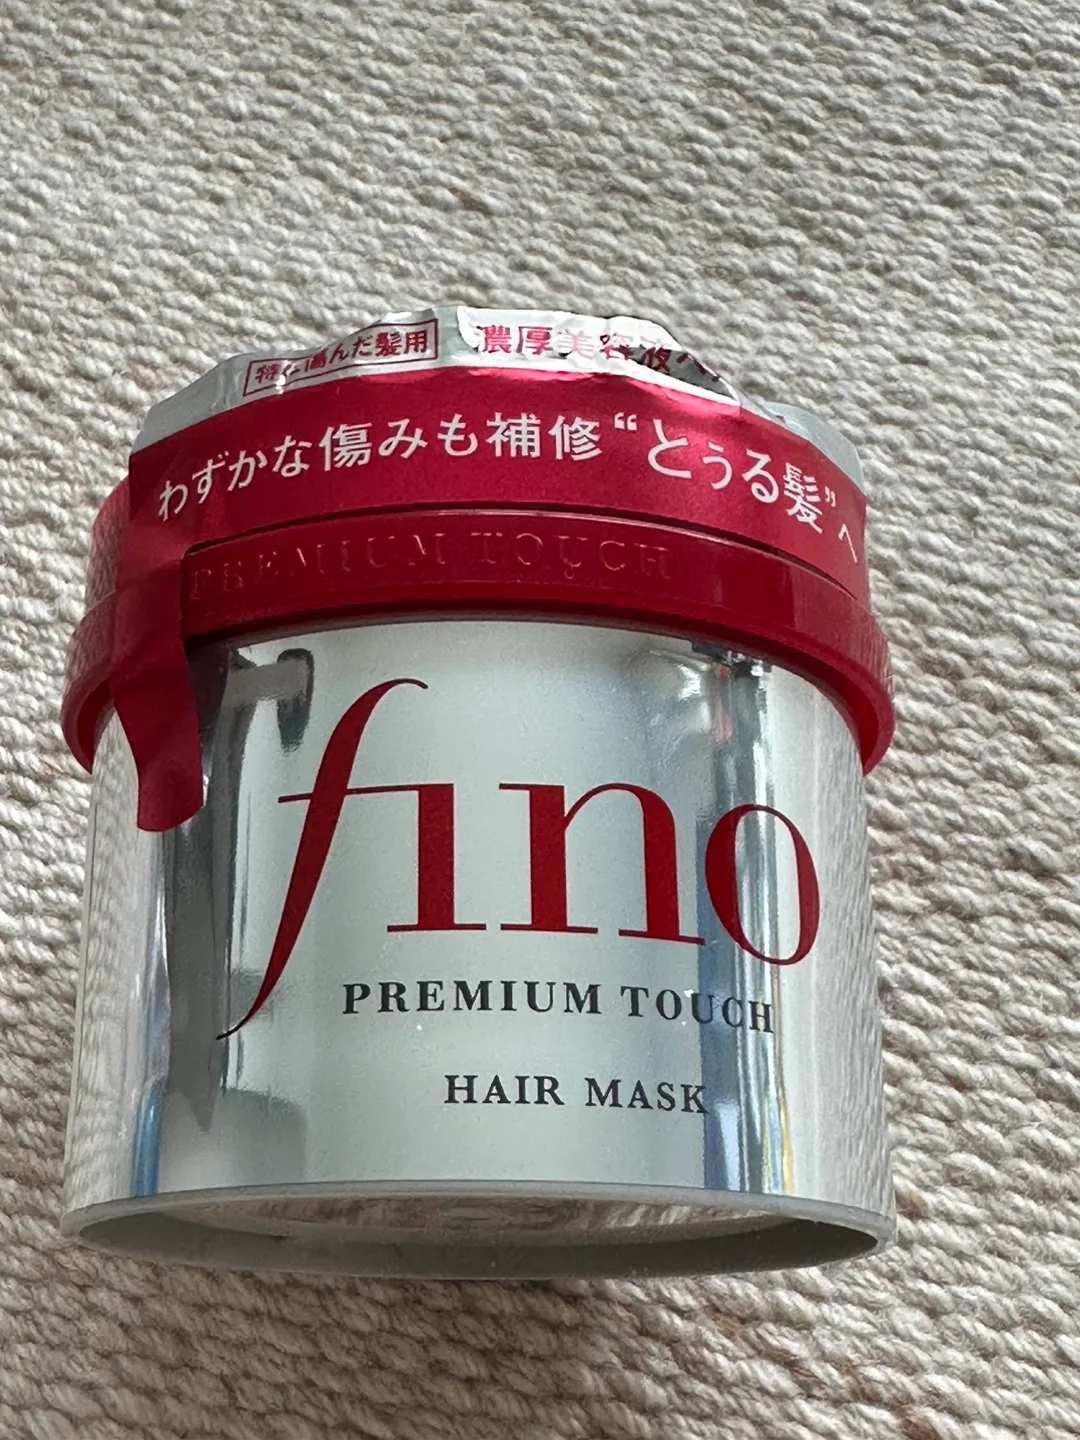 特に傷んだ髪用
濃厚美容液ヘ
わずかな傷みも補修“とぅる髪”へ
PREMIUM TOUCH
fino
PREMIUM TOUCH
HAIR MASK